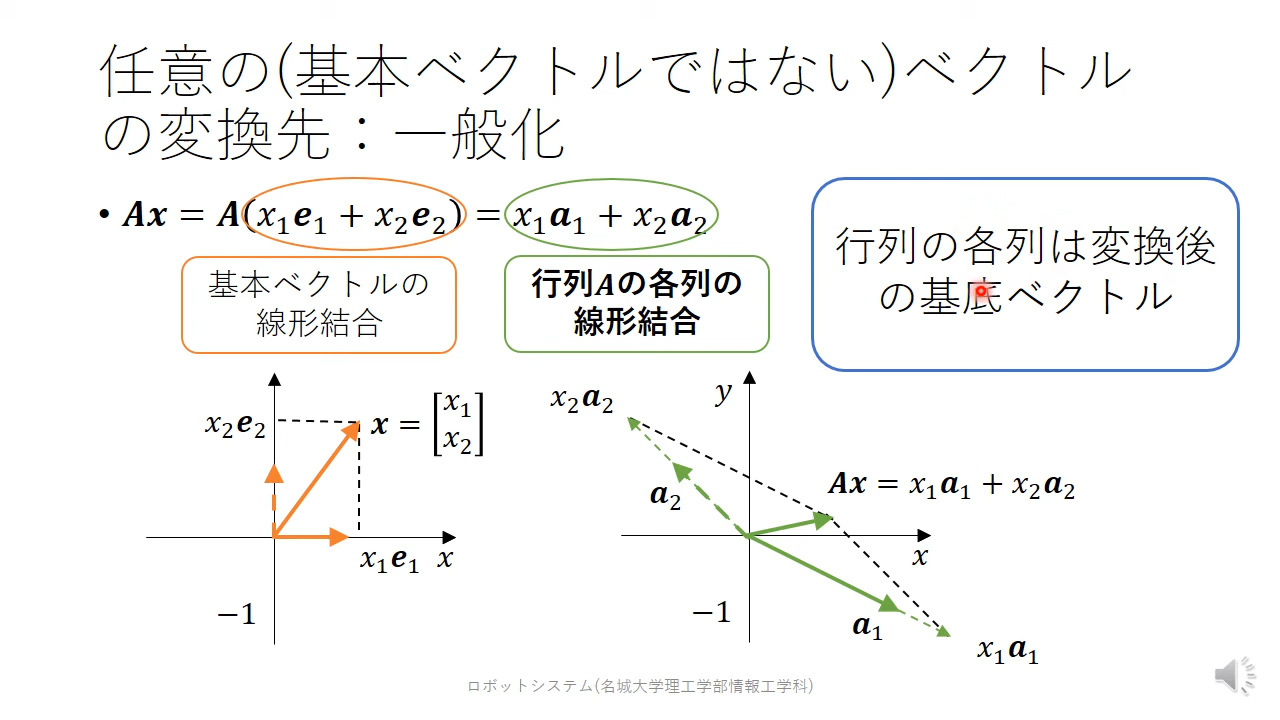 任意の(基本ベクトルではない)ベクトル
の変換先：一般化
• Ax = A(x₁e₁ + x₂e₂) = x₁a₁ + x₂a₂
基本ベクトルの
線形結合
行列Aの各列の
線形結合
行列の各列は変換後
の基底ベクトル
x₂e₂
x = [x₁
x₂]
x₁e₁ x
−1
x₂a₂
y
a₂
Ax = x₁a₁ + x₂a₂
x
−1
a₁
x₁a₁
ロボットシステム(名城大学理工学部情報工学科)